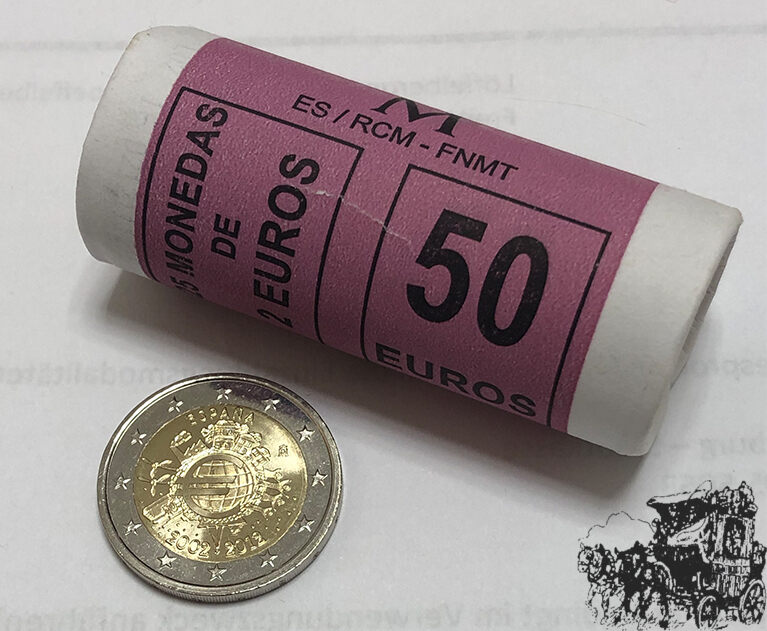 M
ES / RCM - FNMT
25 MONEDAS
DE
2 EUROS
50
EUROS
ESPAÑA
2002 - 2012